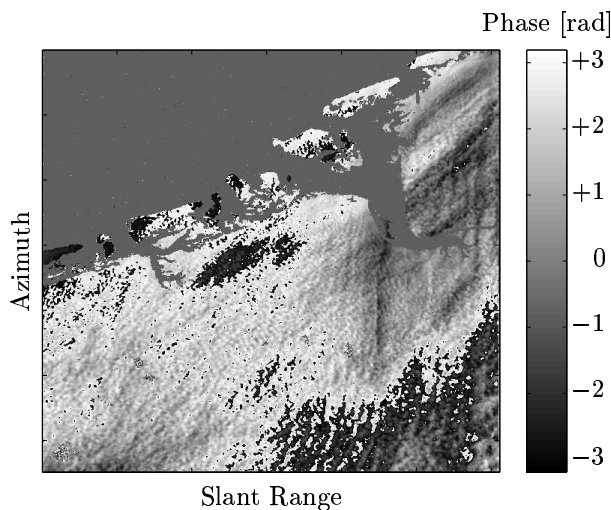 Phase [rad]
+3
+2
+1
0
−1
−2
−3
Azimuth
Slant Range